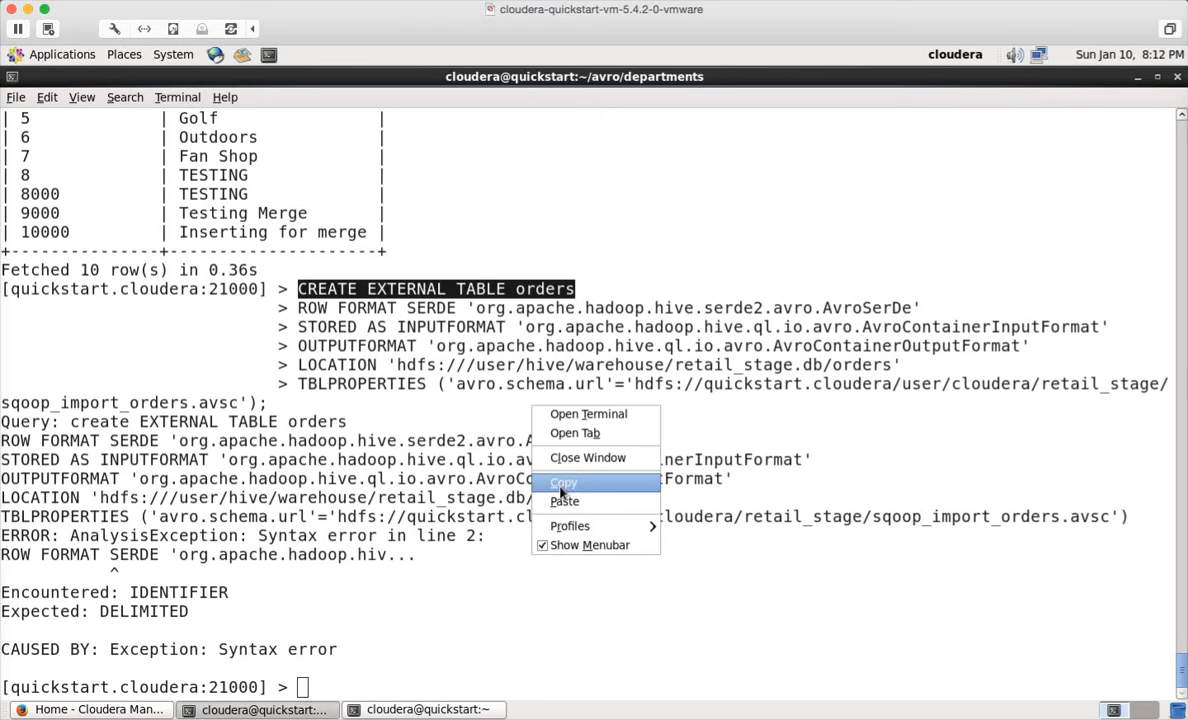 cloudera-quickstart-vm-5.4.2-0-vmware
Applications Places System cloudera Sun Jan 10, 8:12 PM
cloudera@quickstart:~/avro/departments
File Edit View Search Terminal Help
| 5 | Golf |
| 6 | Outdoors |
| 7 | Fan Shop |
| 8 | TESTING |
| 8000 | TESTING |
| 9000 | Testing Merge |
| 10000 | Inserting for merge |
+---------------+---------------------+
Fetched 10 row(s) in 0.36s
[quickstart.cloudera:21000] > CREATE EXTERNAL TABLE orders
> ROW FORMAT SERDE 'org.apache.hadoop.hive.serde2.avro.AvroSerDe'
> STORED AS INPUTFORMAT 'org.apache.hadoop.hive.ql.io.avro.AvroContainerInputFormat'
> OUTPUTFORMAT 'org.apache.hadoop.hive.ql.io.avro.AvroContainerOutputFormat'
> LOCATION 'hdfs:///user/hive/warehouse/retail_stage.db/orders'
> TBLPROPERTIES ('avro.schema.url'='hdfs://quickstart.cloudera/user/cloudera/retail_stage/
sqoop_import_orders.avsc');
Query: create EXTERNAL TABLE orders
ROW FORMAT SERDE 'org.apache.hadoop.hive.serde2.avro.A
STORED AS INPUTFORMAT 'org.apache.hadoop.hive.ql.io.av nerInputFormat'
OUTPUTFORMAT 'org.apache.hadoop.hive.ql.io.avro.AvroCo Format'
LOCATION 'hdfs:///user/hive/warehouse/retail_stage.db/
TBLPROPERTIES ('avro.schema.url'='hdfs://quickstart.cl cloudera/retail_stage/sqoop_import_orders.avsc')
ERROR: AnalysisException: Syntax error in line 2:
ROW FORMAT SERDE 'org.apache.hadoop.hiv...
^
Encountered: IDENTIFIER
Expected: DELIMITED
CAUSED BY: Exception: Syntax error
[quickstart.cloudera:21000] >
Open Terminal
Open Tab
Close Window
Copy
Paste
Profiles
Show Menubar
Home - Cloudera Man... cloudera@quickstart:... cloudera@quickstart:~